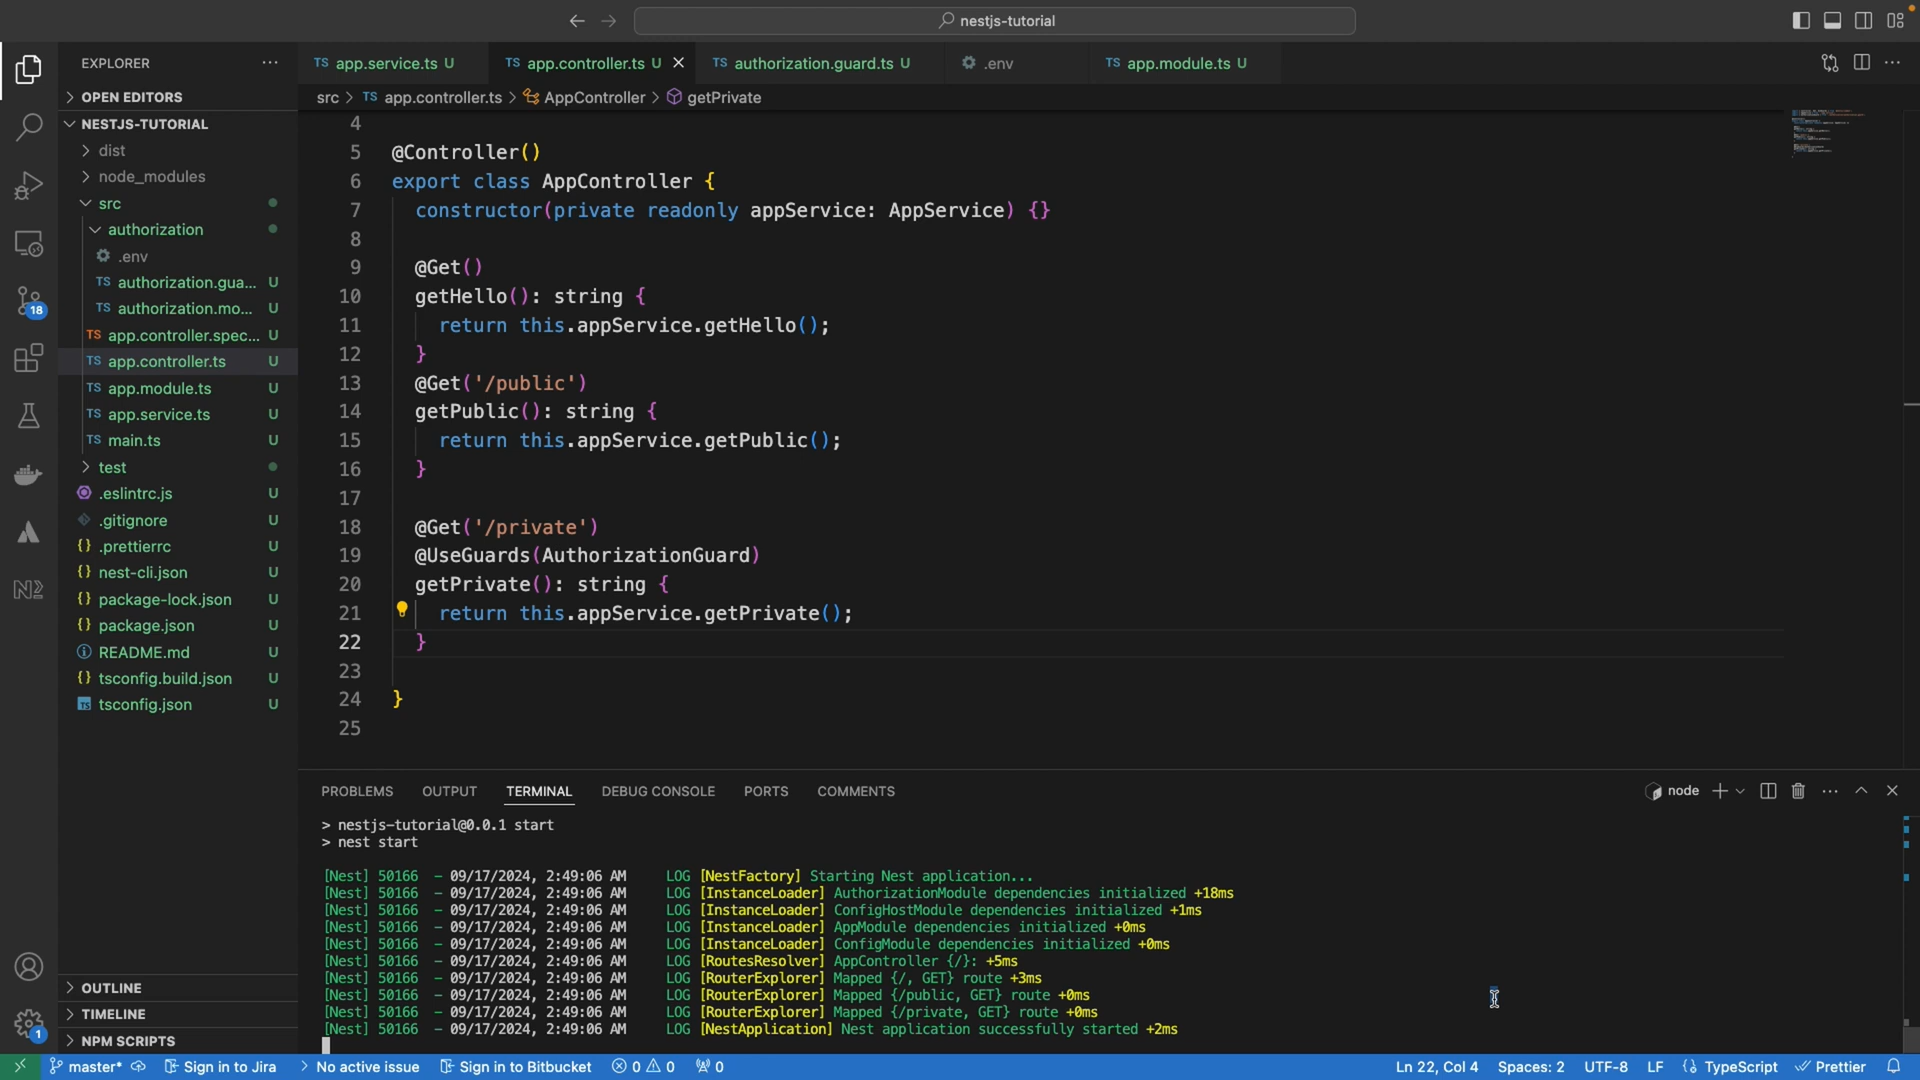 nestjs-tutorial
EXPLORER
OPEN EDITORS
NESTJS-TUTORIAL
dist
node_modules
src
authorization
.env
TS authorization.gua... U
TS authorization.mo... U
TS app.controller.spec... U
TS app.controller.ts U
TS app.module.ts U
TS app.service.ts U
TS main.ts U
test
.eslintrc.js U
.gitignore U
{} .prettierrc U
{} nest-cli.json U
{} package-lock.json U
{} package.json U
README.md U
{} tsconfig.build.json U
TS tsconfig.json U
OUTLINE
TIMELINE
NPM SCRIPTS
18
1
TS app.service.ts U
TS app.controller.ts U
TS authorization.guard.ts U
.env
TS app.module.ts U
src > TS app.controller.ts > AppController > getPrivate
4
5 @Controller()
6 export class AppController {
7 constructor(private readonly appService: AppService) {}
8
9 @Get()
10 getHello(): string {
11 return this.appService.getHello();
12 }
13 @Get('/public')
14 getPublic(): string {
15 return this.appService.getPublic();
16 }
17
18 @Get('/private')
19 @UseGuards(AuthorizationGuard)
20 getPrivate(): string {
21 return this.appService.getPrivate();
22 }
23
24 }
25
PROBLEMS OUTPUT TERMINAL DEBUG CONSOLE PORTS COMMENTS
node
> nestjs-tutorial@0.0.1 start
> nest start
[Nest] 50166 - 09/17/2024, 2:49:06 AM LOG [NestFactory] Starting Nest application...
[Nest] 50166 - 09/17/2024, 2:49:06 AM LOG [InstanceLoader] AuthorizationModule dependencies initialized +18ms
[Nest] 50166 - 09/17/2024, 2:49:06 AM LOG [InstanceLoader] ConfigHostModule dependencies initialized +1ms
[Nest] 50166 - 09/17/2024, 2:49:06 AM LOG [InstanceLoader] AppModule dependencies initialized +0ms
[Nest] 50166 - 09/17/2024, 2:49:06 AM LOG [InstanceLoader] ConfigModule dependencies initialized +0ms
[Nest] 50166 - 09/17/2024, 2:49:06 AM LOG [RoutesResolver] AppController {/}: +5ms
[Nest] 50166 - 09/17/2024, 2:49:06 AM LOG [RouterExplorer] Mapped {/, GET} route +3ms
[Nest] 50166 - 09/17/2024, 2:49:06 AM LOG [RouterExplorer] Mapped {/public, GET} route +0ms
[Nest] 50166 - 09/17/2024, 2:49:06 AM LOG [RouterExplorer] Mapped {/private, GET} route +0ms
[Nest] 50166 - 09/17/2024, 2:49:06 AM LOG [NestApplication] Nest application successfully started +2ms
master* Sign in to Jira No active issue Sign in to Bitbucket 0 0 0 Ln 22, Col 4 Spaces: 2 UTF-8 LF {} TypeScript Prettier